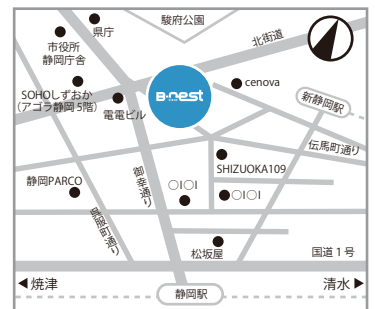 駿府公園
県庁
市役所
静岡庁舎
北街道
SOHOしずおか
(アゴラ静岡 5階)
電電ビル
B-nest
cenova
新静岡駅
伝馬町通り
SHIZUOKA109
静岡PARCO
御幸通り
○I○I
○I○I
呉服町通り
松坂屋
国道1号
◀焼津
静岡駅
清水▶